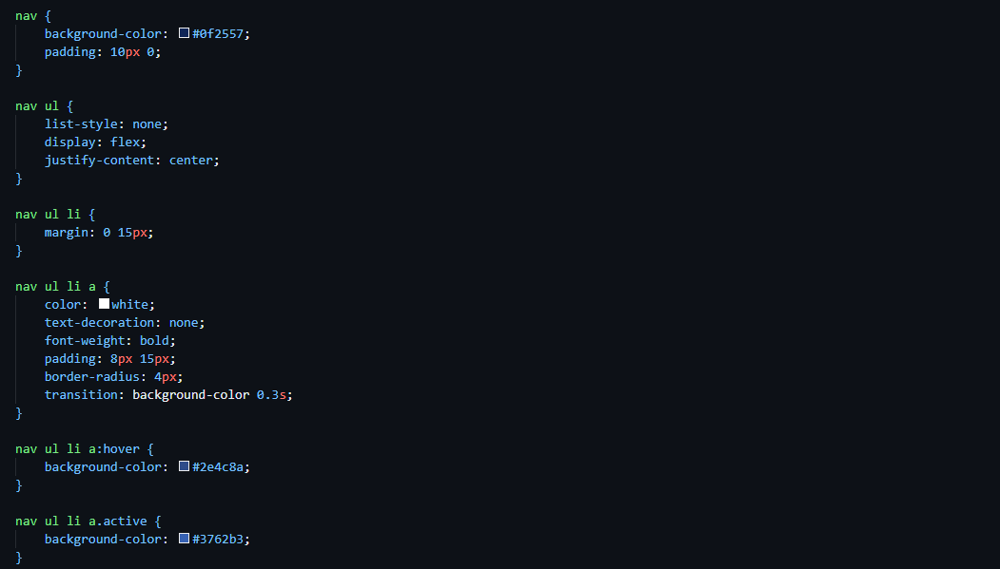 nav {
    background-color: #0f2557;
    padding: 10px 0;
}

nav ul {
    list-style: none;
    display: flex;
    justify-content: center;
}

nav ul li {
    margin: 0 15px;
}

nav ul li a {
    color: white;
    text-decoration: none;
    font-weight: bold;
    padding: 8px 15px;
    border-radius: 4px;
    transition: background-color 0.3s;
}

nav ul li a:hover {
    background-color: #2e4c8a;
}

nav ul li a.active {
    background-color: #3762b3;
}